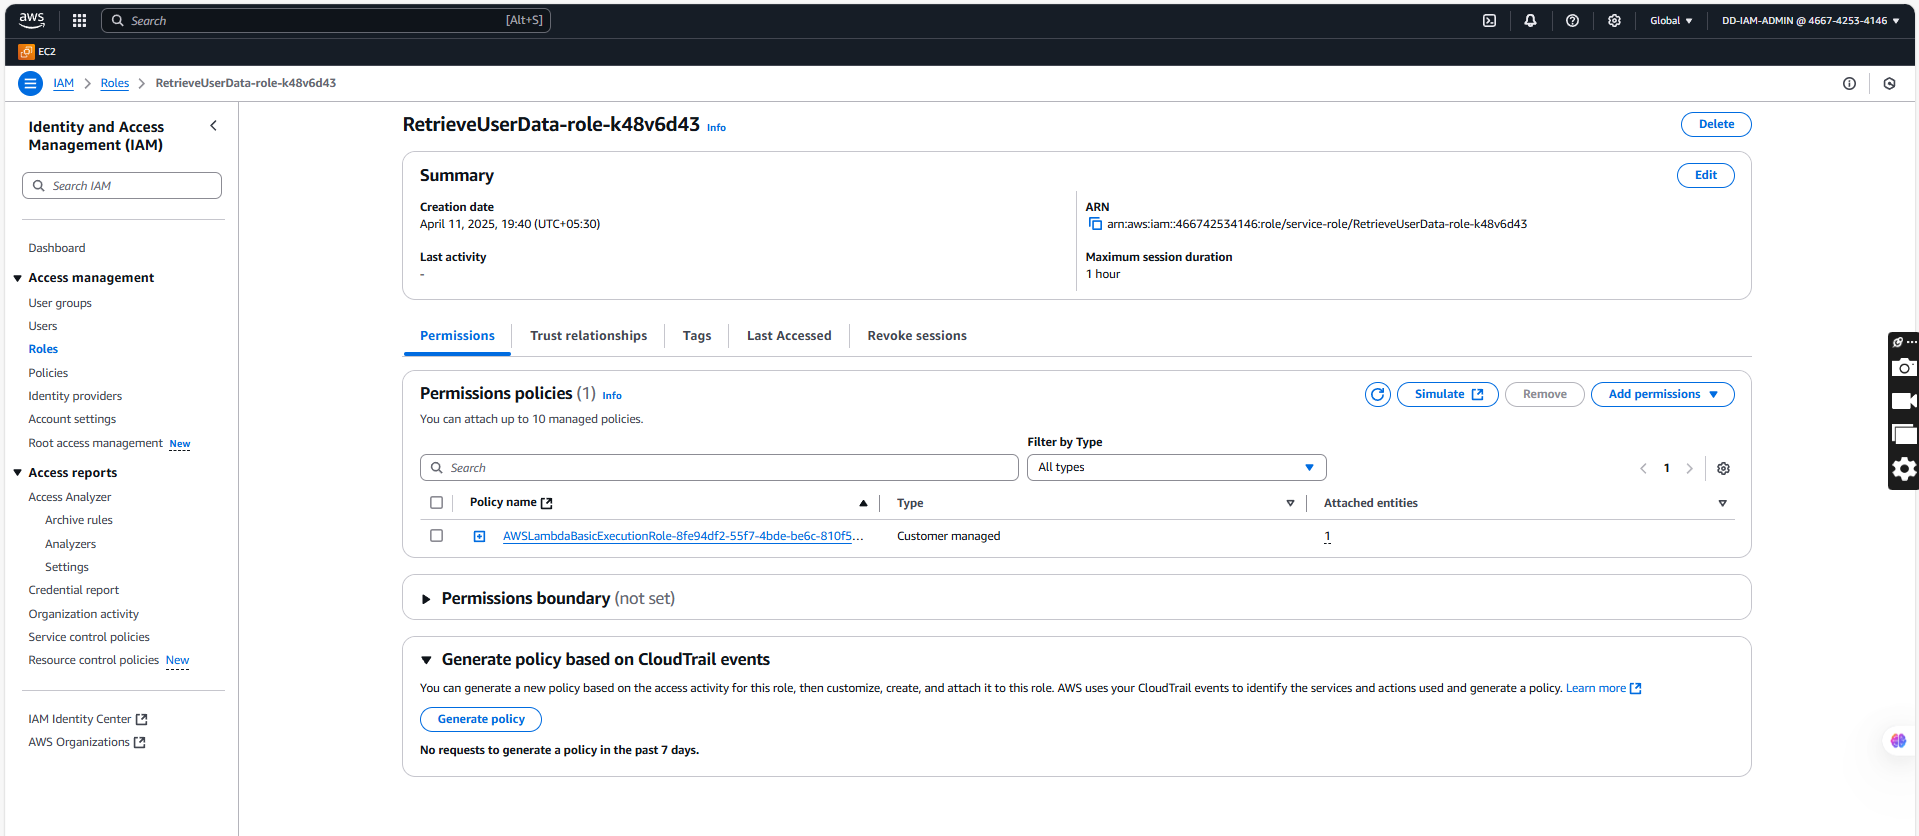 aws
Search [Alt+S]
Global ▼
DD-IAM-ADMIN @ 4667-4253-4146 ▼
EC2
IAM > Roles > RetrieveUserData-role-k48v6d43
Identity and Access
Management (IAM)
Search IAM
Dashboard
Access management
User groups
Users
Roles
Policies
Identity providers
Account settings
Root access management New
Access reports
Access Analyzer
Archive rules
Analyzers
Settings
Credential report
Organization activity
Service control policies
Resource control policies New
IAM Identity Center
AWS Organizations
RetrieveUserData-role-k48v6d43 Info
Delete
Summary
Edit
Creation date
April 11, 2025, 19:40 (UTC+05:30)
ARN
arn:aws:iam::466742534146:role/service-role/RetrieveUserData-role-k48v6d43
Last activity
-
Maximum session duration
1 hour
Permissions Trust relationships Tags Last Accessed Revoke sessions
Permissions policies (1) Info
Simulate Remove Add permissions ▼
You can attach up to 10 managed policies.
Filter by Type
Search
All types
1
Policy name Type Attached entities
AWSLambdaBasicExecutionRole-8fe94df2-55f7-4bde-be6c-810f5... Customer managed 1
Permissions boundary (not set)
Generate policy based on CloudTrail events
You can generate a new policy based on the access activity for this role, then customize, create, and attach it to this role. AWS uses your CloudTrail events to identify the services and actions used and generate a policy. Learn more
Generate policy
No requests to generate a policy in the past 7 days.